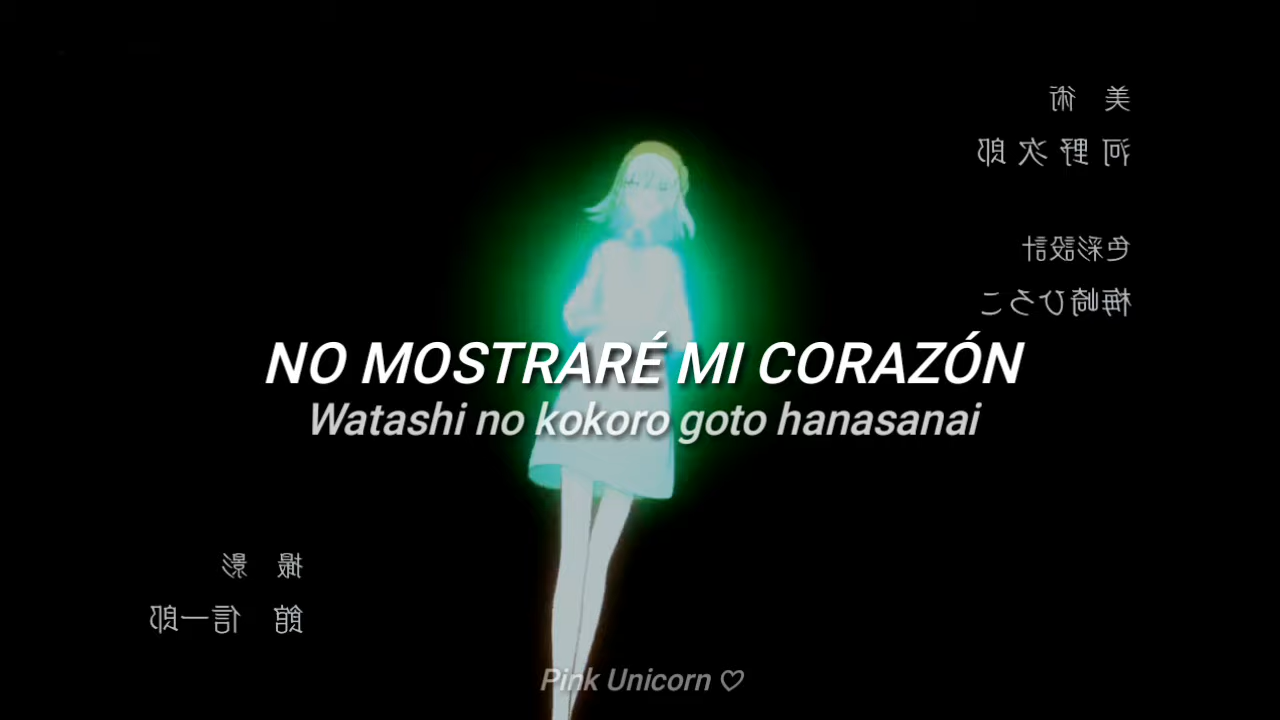 美 術
河野次郎
色彩設計
梅崎ひろこ
NO MOSTRARÉ MI CORAZÓN
Watashi no kokoro goto hanasanai
撮 影
館 信一郎
Pink Unicorn ♡